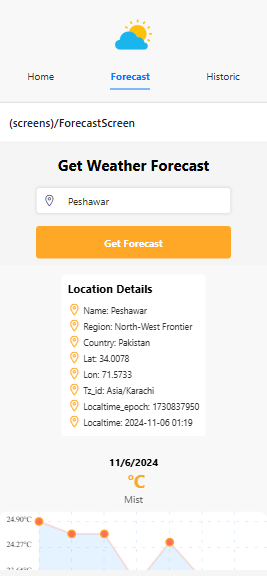 Home Forecast Historic
(screens)/ForecastScreen
Get Weather Forecast
Peshawar
Get Forecast
Location Details
Name: Peshawar
Region: North-West Frontier
Country: Pakistan
Lat: 34.0078
Lon: 71.5733
Tz_id: Asia/Karachi
Localtime_epoch: 1730837950
Localtime: 2024-11-06 01:19
11/6/2024
°C
Mist
24.90°C
24.27°C